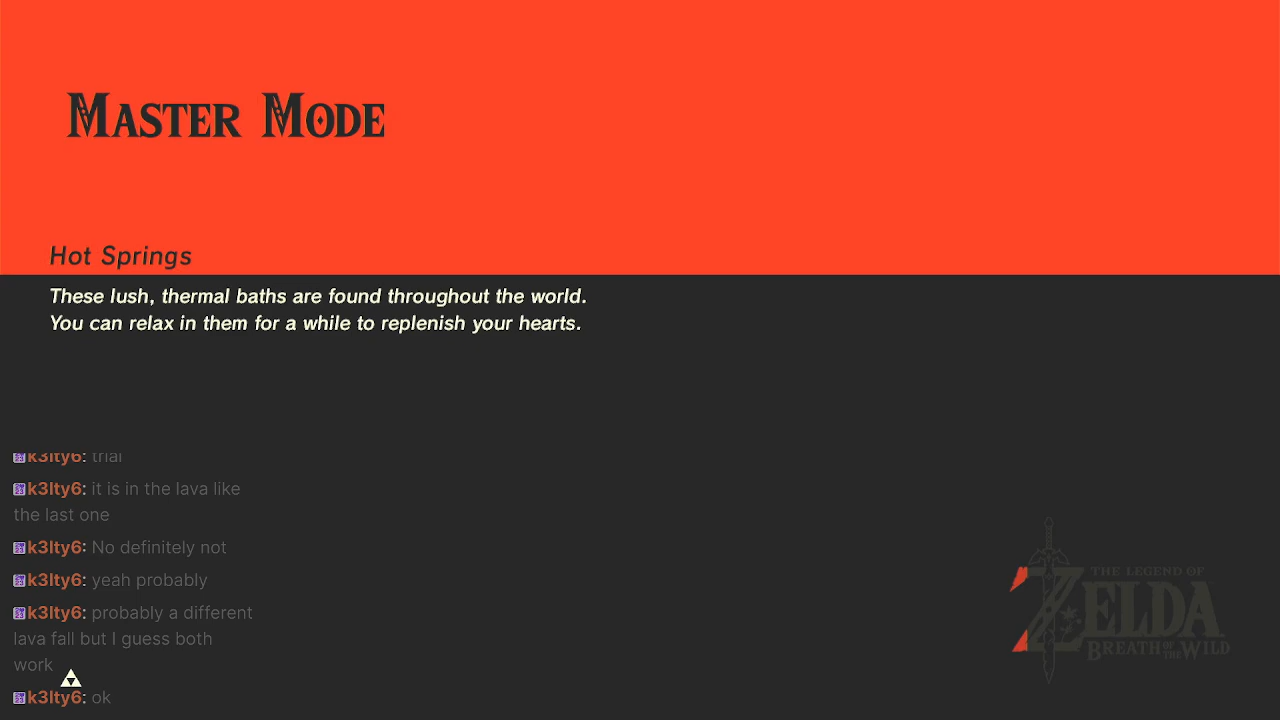 Master Mode
Hot Springs
These lush, thermal baths are found throughout the world.
You can relax in them for a while to replenish your hearts.
k3lty6: trial
k3lty6: it is in the lava like
the last one
k3lty6: No definitely not
k3lty6: yeah probably
k3lty6: probably a different
lava fall but I guess both
work
k3lty6: ok
THE LEGEND OF
ZELDA
BREATH OF THE WILD